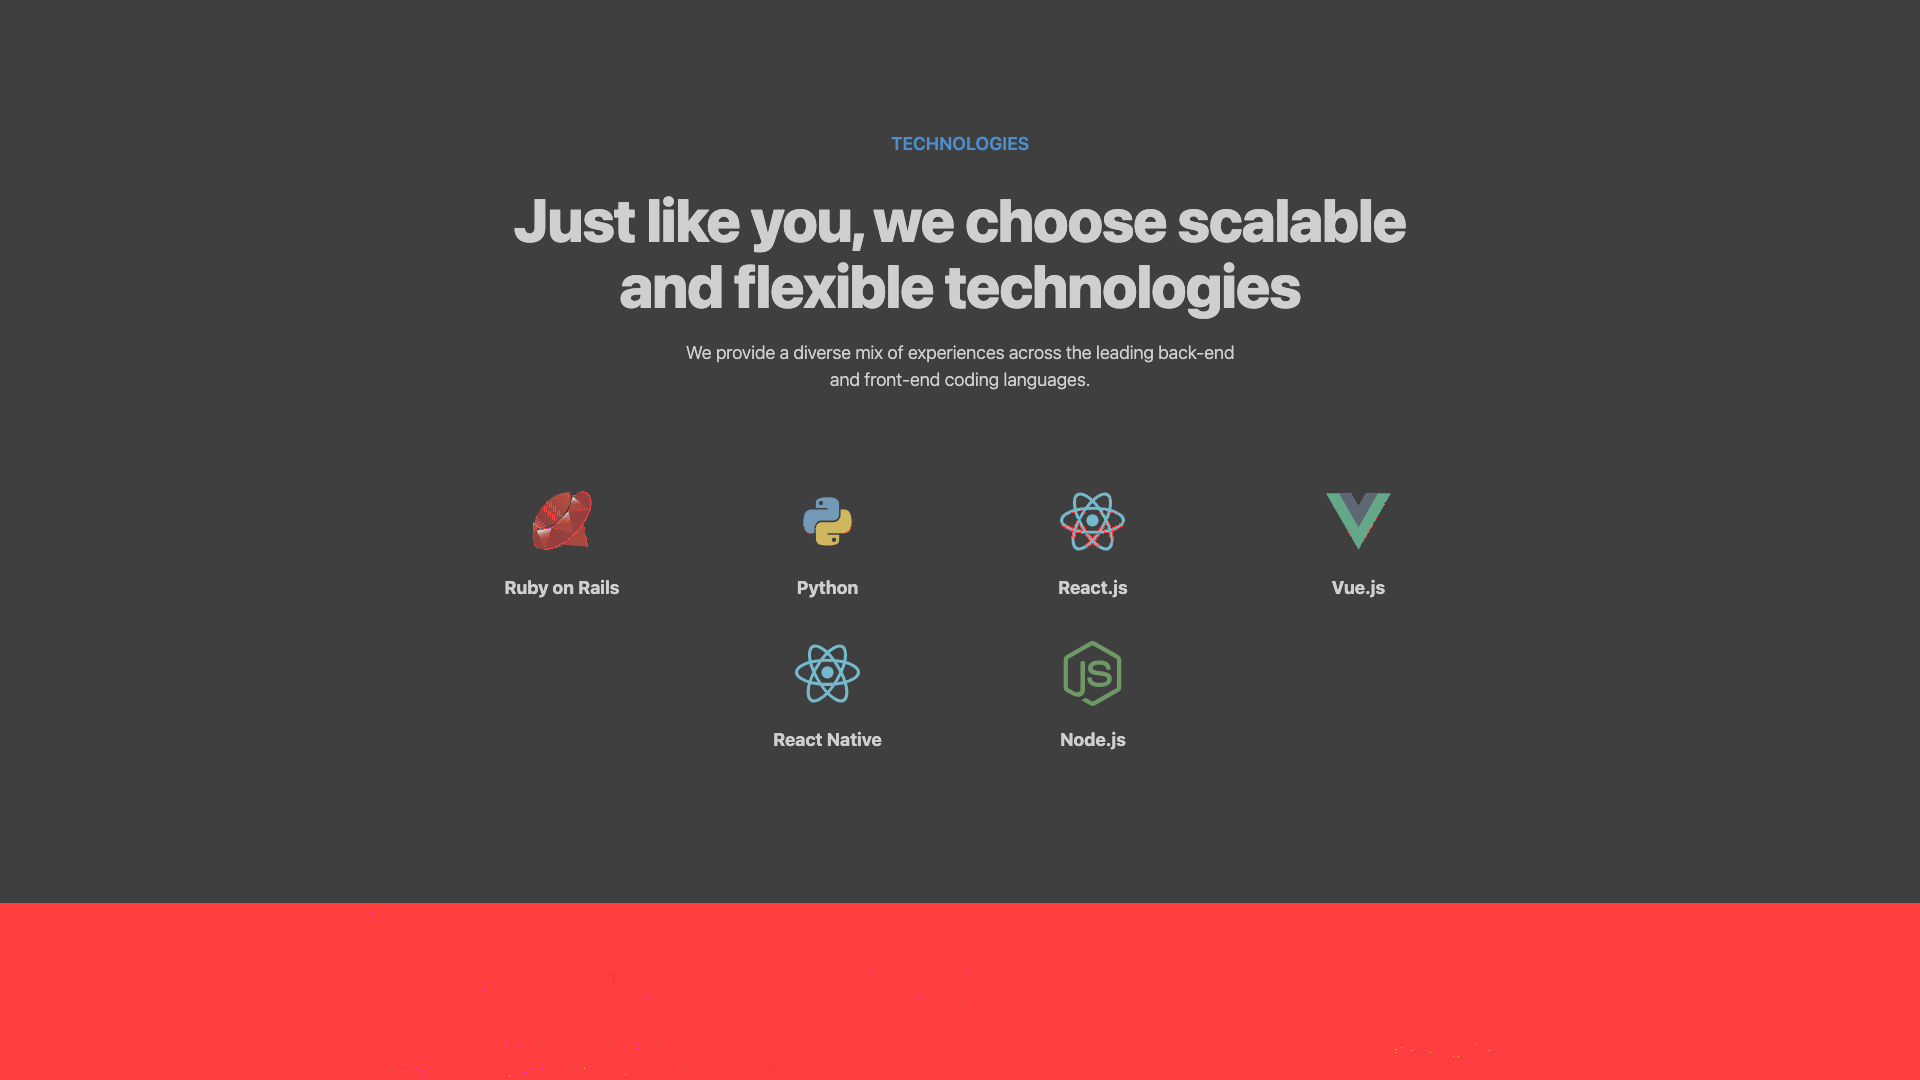 TECHNOLOGIES
Just like you, we choose scalable
and flexible technologies
We provide a diverse mix of experiences across the leading back-end
and front-end coding languages.
Ruby on Rails
Python
React.js
Vue.js
JS
React Native
Node.js